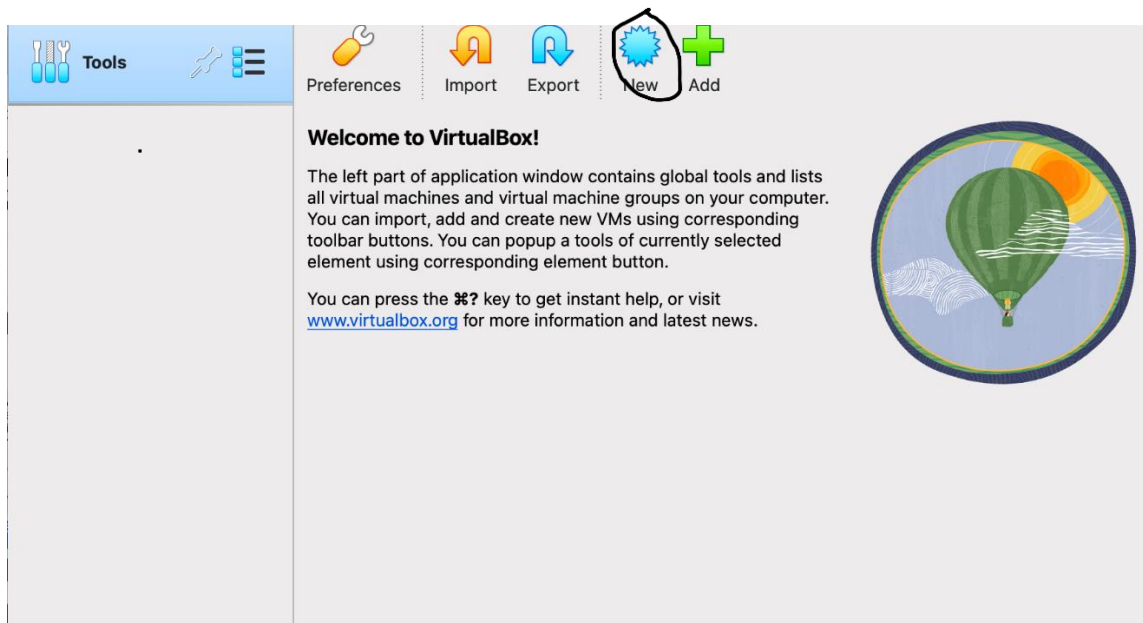 Tools
Preferences
Import
Export
New
Add
Welcome to VirtualBox!
The left part of application window contains global tools and lists
all virtual machines and virtual machine groups on your computer.
You can import, add and create new VMs using corresponding
toolbar buttons. You can popup a tools of currently selected
element using corresponding element button.
You can press the ⌘? key to get instant help, or visit
www.virtualbox.org for more information and latest news.